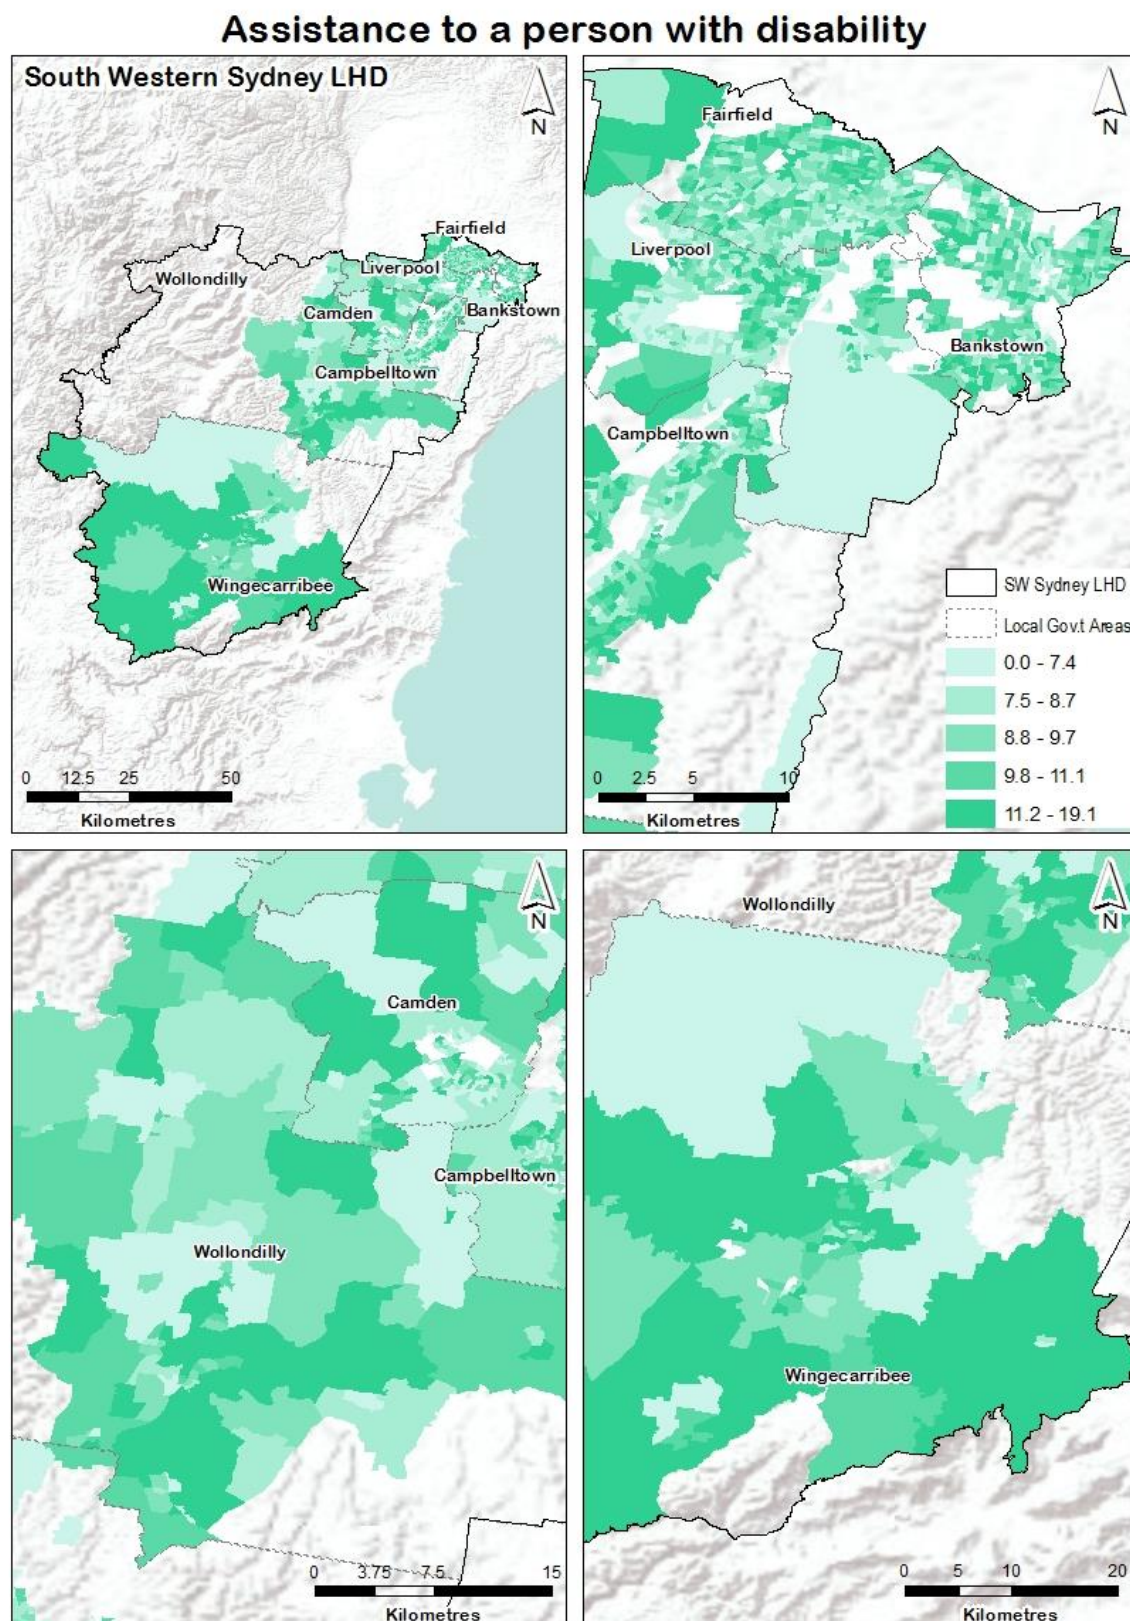 Assistance to a person with disability
South Western Sydney LHD
N
Fairfield
Wollondilly
Liverpool
Camden
Bankstown
Campbelltown
Wingecarribee
0 12.5 25 50
Kilometres
N
Fairfield
Liverpool
Bankstown
Campbelltown
SW Sydney LHD
Local Gov.t Areas
0.0 - 7.4
7.5 - 8.7
8.8 - 9.7
9.8 - 11.1
11.2 - 19.1
0 2.5 5 10
Kilometres
N
Camden
Campbelltown
Wollondilly
0 3.75 7.5 15
Kilometres
N
Wollondilly
Wingecarribee
0 5 10 20
Kilometres